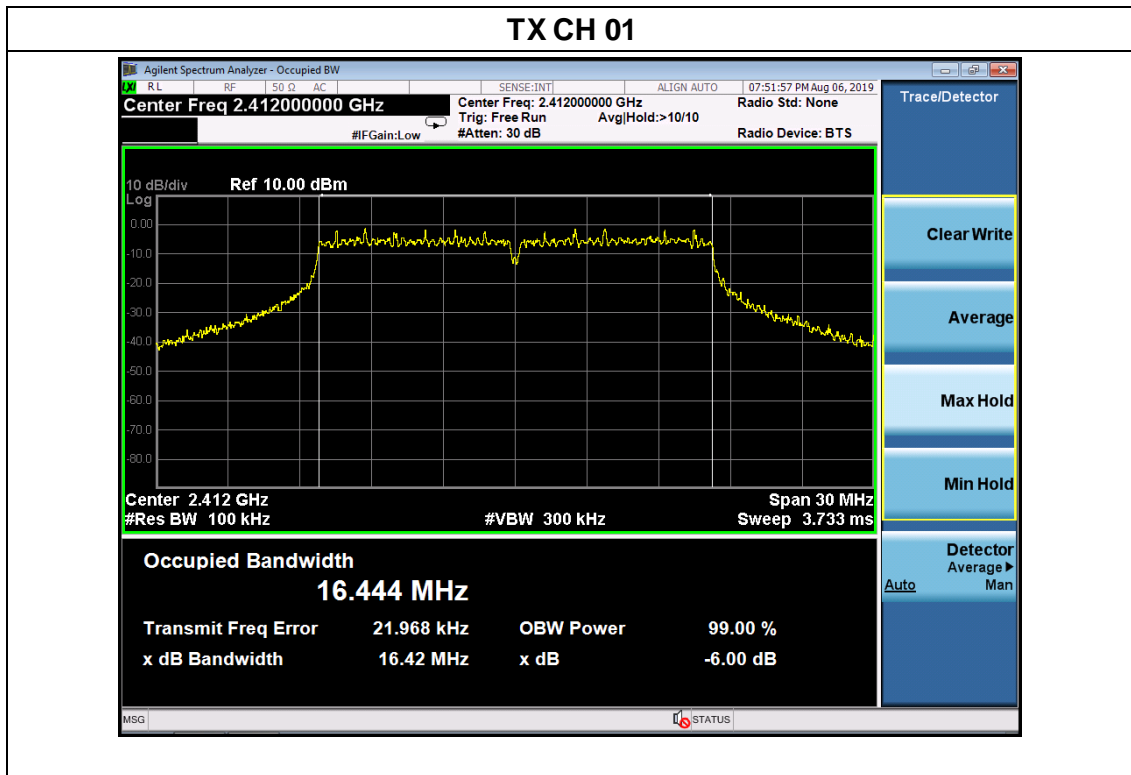 TX CH 01
Agilent Spectrum Analyzer - Occupied BW
LXI RL RF 50 Ω AC SENSE:INT ALIGN AUTO 07:51:57 PM Aug 06, 2019
Center Freq 2.412000000 GHz
Center Freq: 2.412000000 GHz Radio Std: None
Trig: Free Run Avg|Hold:>10/10
#IFGain:Low #Atten: 30 dB Radio Device: BTS
Trace/Detector
10 dB/div Ref 10.00 dBm
Log
0.00
-10.0
-20.0
-30.0
-40.0
-50.0
-60.0
-70.0
-80.0
Center 2.412 GHz Span 30 MHz
#Res BW 100 kHz #VBW 300 kHz Sweep 3.733 ms
Clear Write
Average
Max Hold
Min Hold
Detector
Average▶
Auto Man
Occupied Bandwidth
16.444 MHz
Transmit Freq Error 21.968 kHz OBW Power 99.00 %
x dB Bandwidth 16.42 MHz x dB -6.00 dB
MSG STATUS